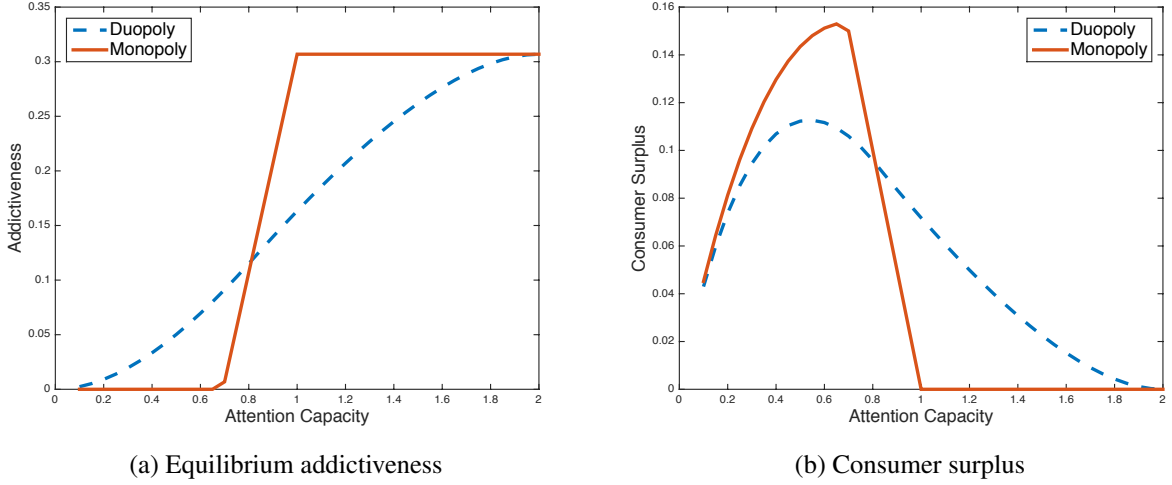 Duopoly
Monopoly
Addictiveness
0.35
0.3
0.25
0.2
0.15
0.1
0.05
0
0 0.2 0.4 0.6 0.8 1 1.2 1.4 1.6 1.8 2
Attention Capacity
(a) Equilibrium addictiveness
Duopoly
Monopoly
Consumer Surplus
0.16
0.14
0.12
0.1
0.08
0.06
0.04
0.02
0
0 0.2 0.4 0.6 0.8 1 1.2 1.4 1.6 1.8 2
Attention Capacity
(b) Consumer surplus